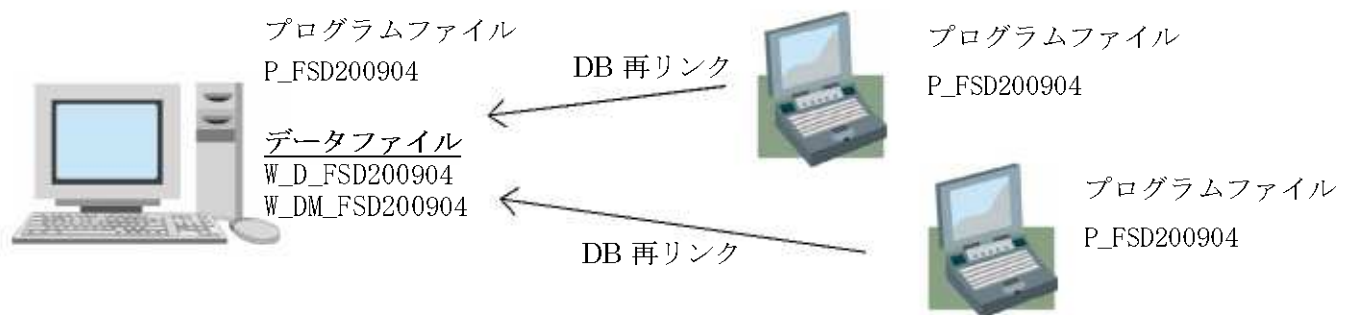 プログラムファイル
P_FSD200904
データファイル
W_D_FSD200904
W_DM_FSD200904
DB 再リンク
DB 再リンク
プログラムファイル
P_FSD200904
プログラムファイル
P_FSD200904